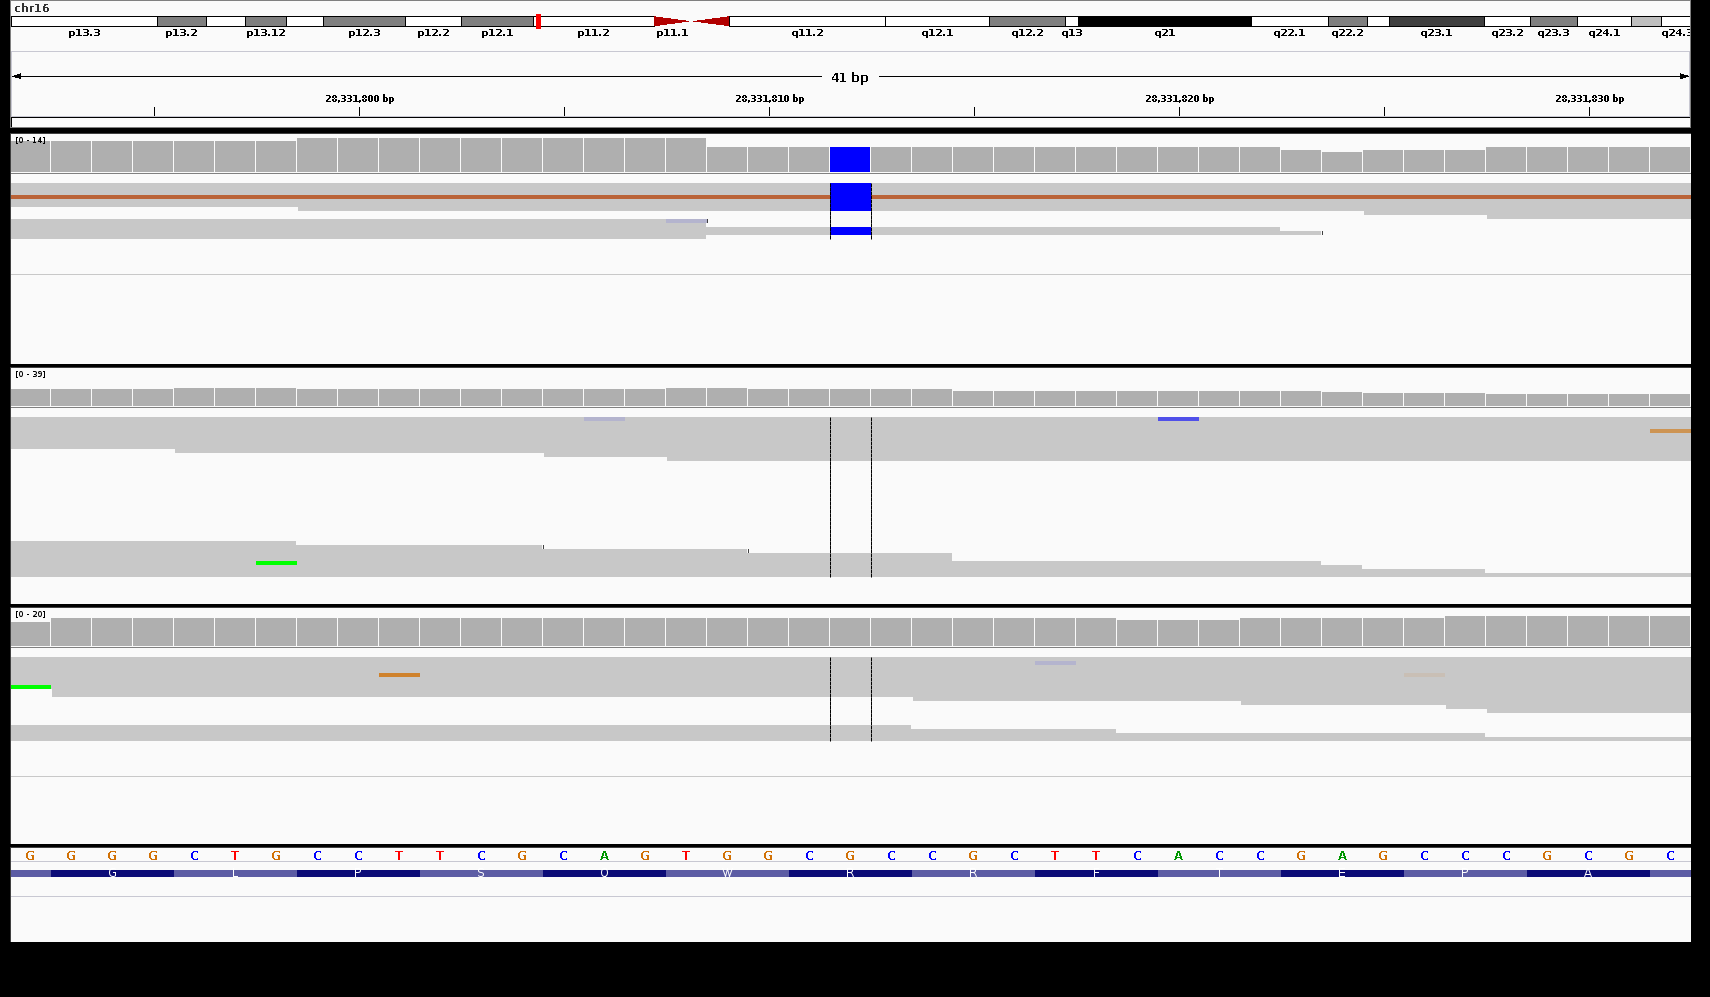 chr16
p13.3 p13.2 p13.12 p12.3 p12.2 p12.1 p11.2 p11.1 q11.2 q12.1 q12.2 q13 q21 q22.1 q22.2 q23.1 q23.2 q23.3 q24.1 q24.3
41 bp
28,331,800 bp 28,331,810 bp 28,331,820 bp 28,331,830 bp
[0 - 14]
[0 - 39]
[0 - 20]
G G G G C T G C C T T C G C A G T G G C G C C G C T T C A C C G A G C C C G C G C
G L P S Q W R R F T E P A